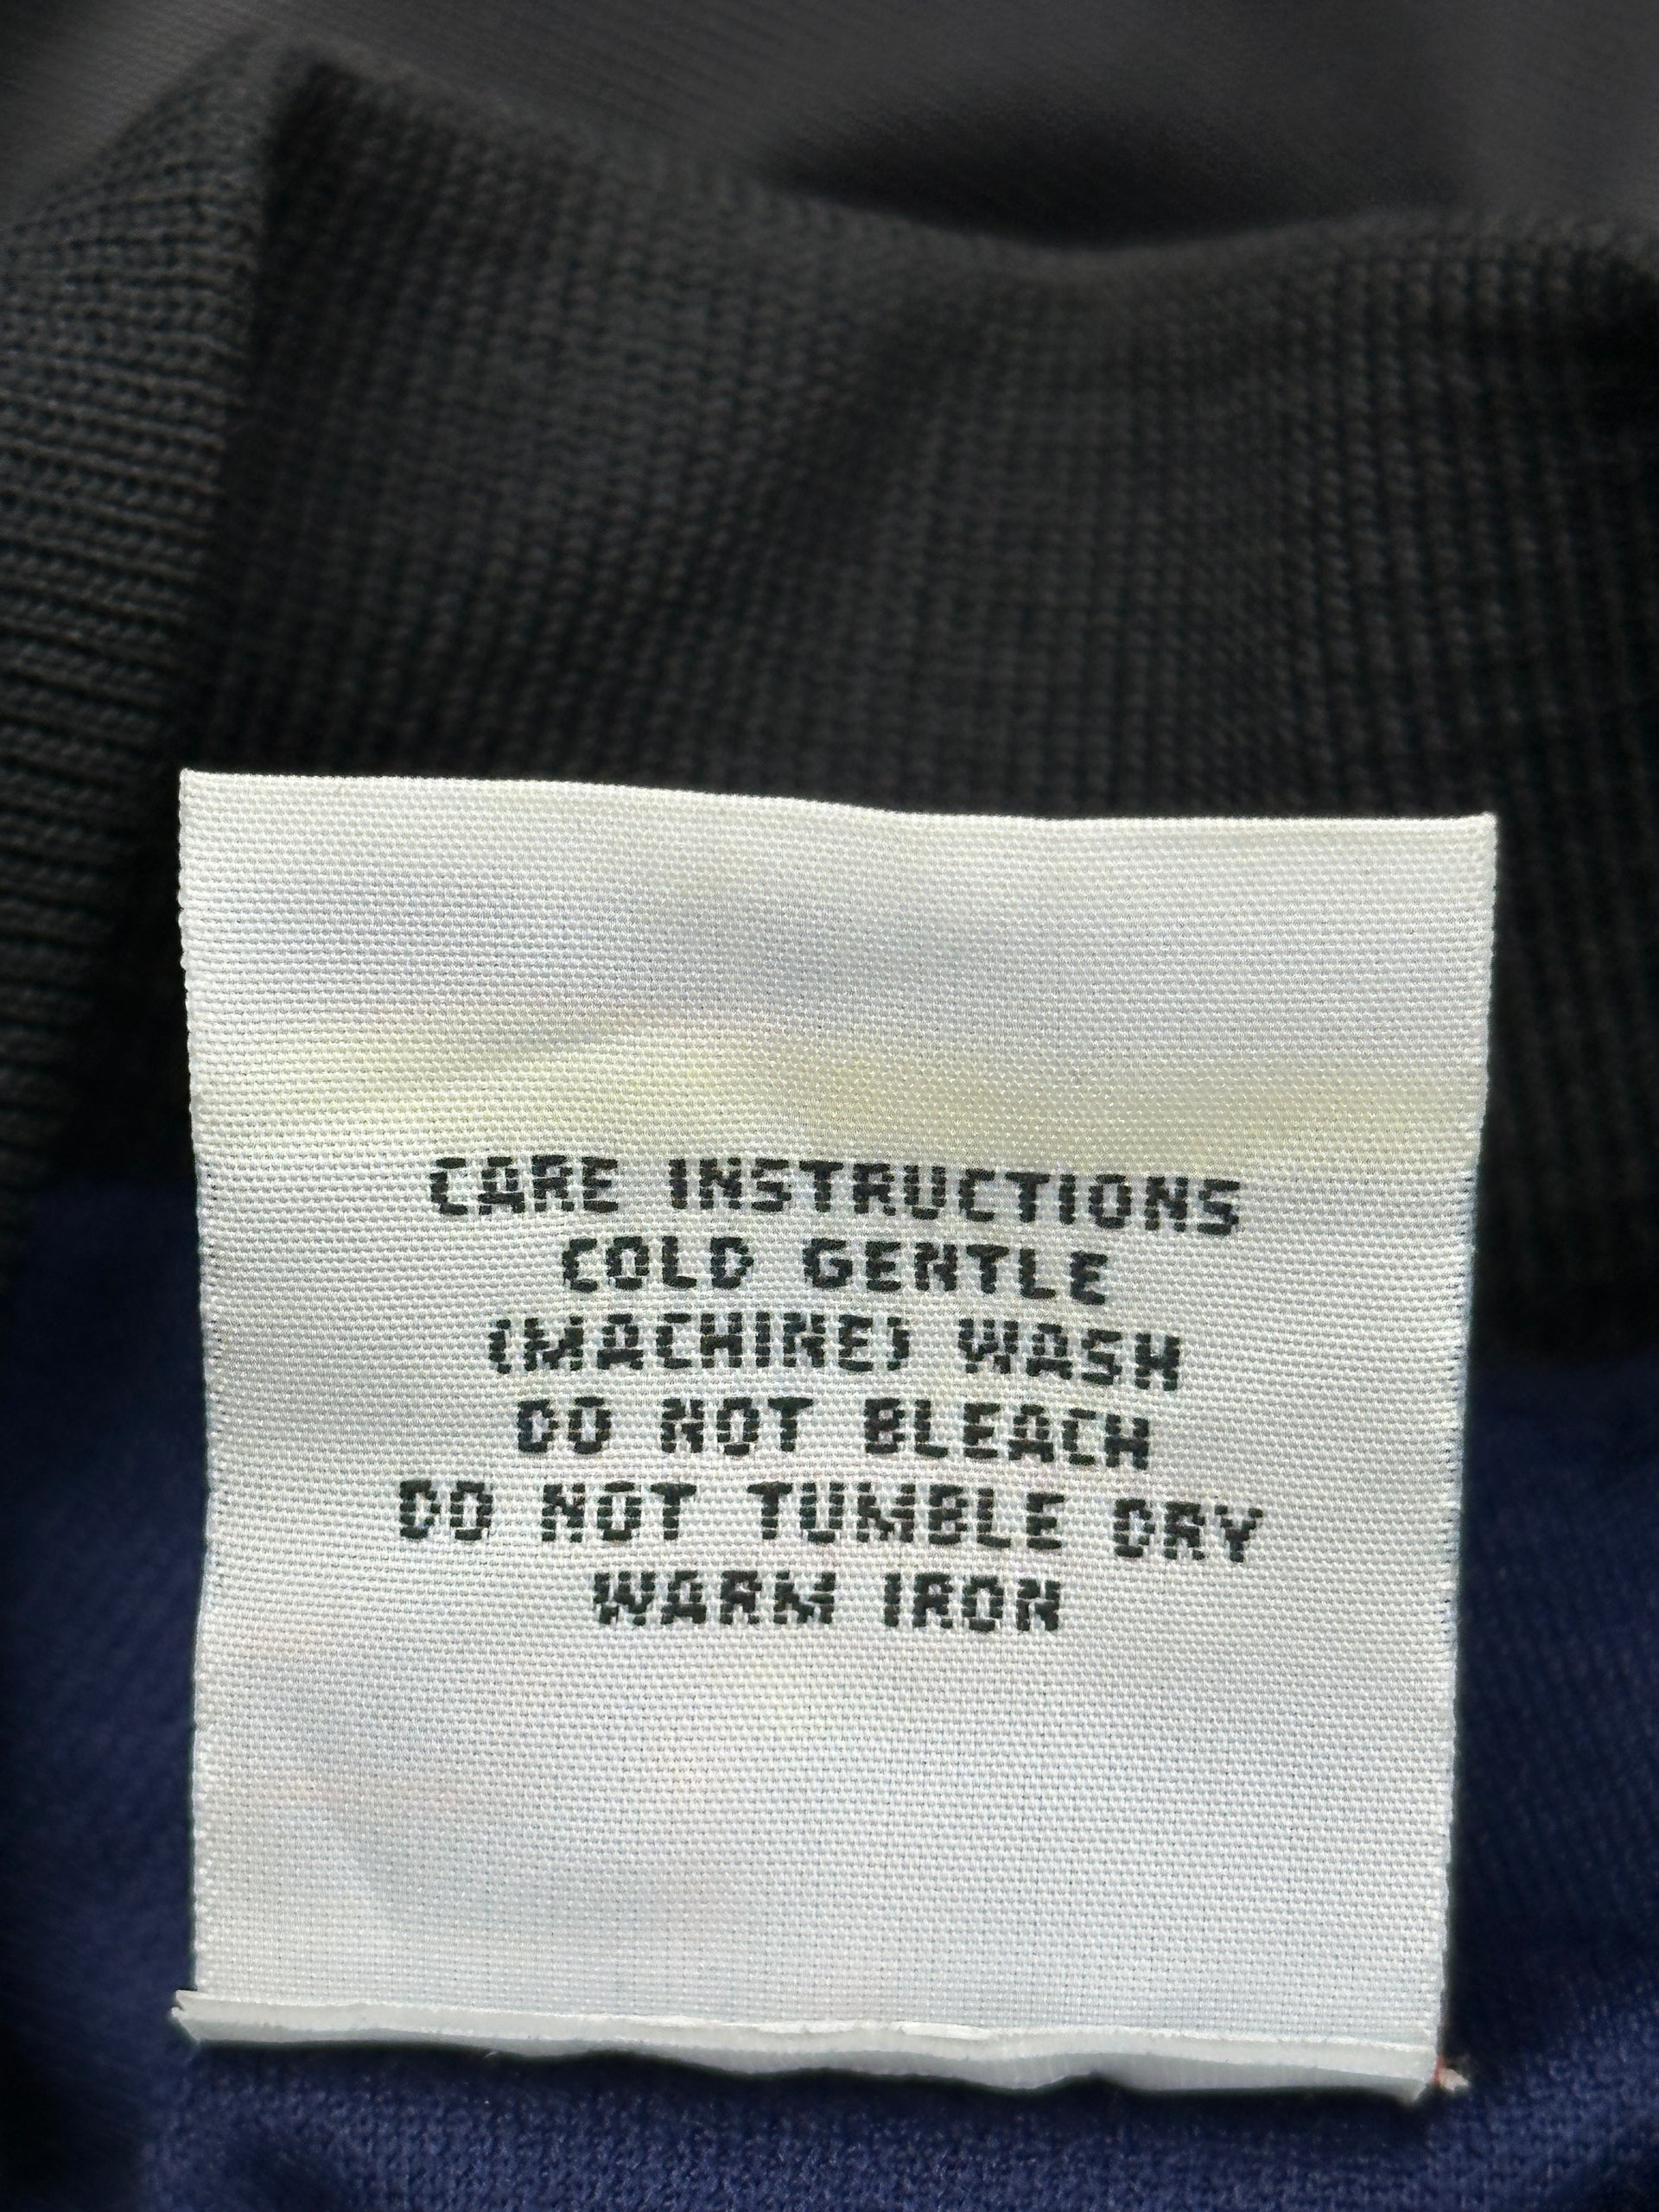 CARE INSTRUCTIONS
COLD GENTLE
(MACHINE) WASH
DO NOT BLEACH
DO NOT TUMBLE DRY
WARM IRON